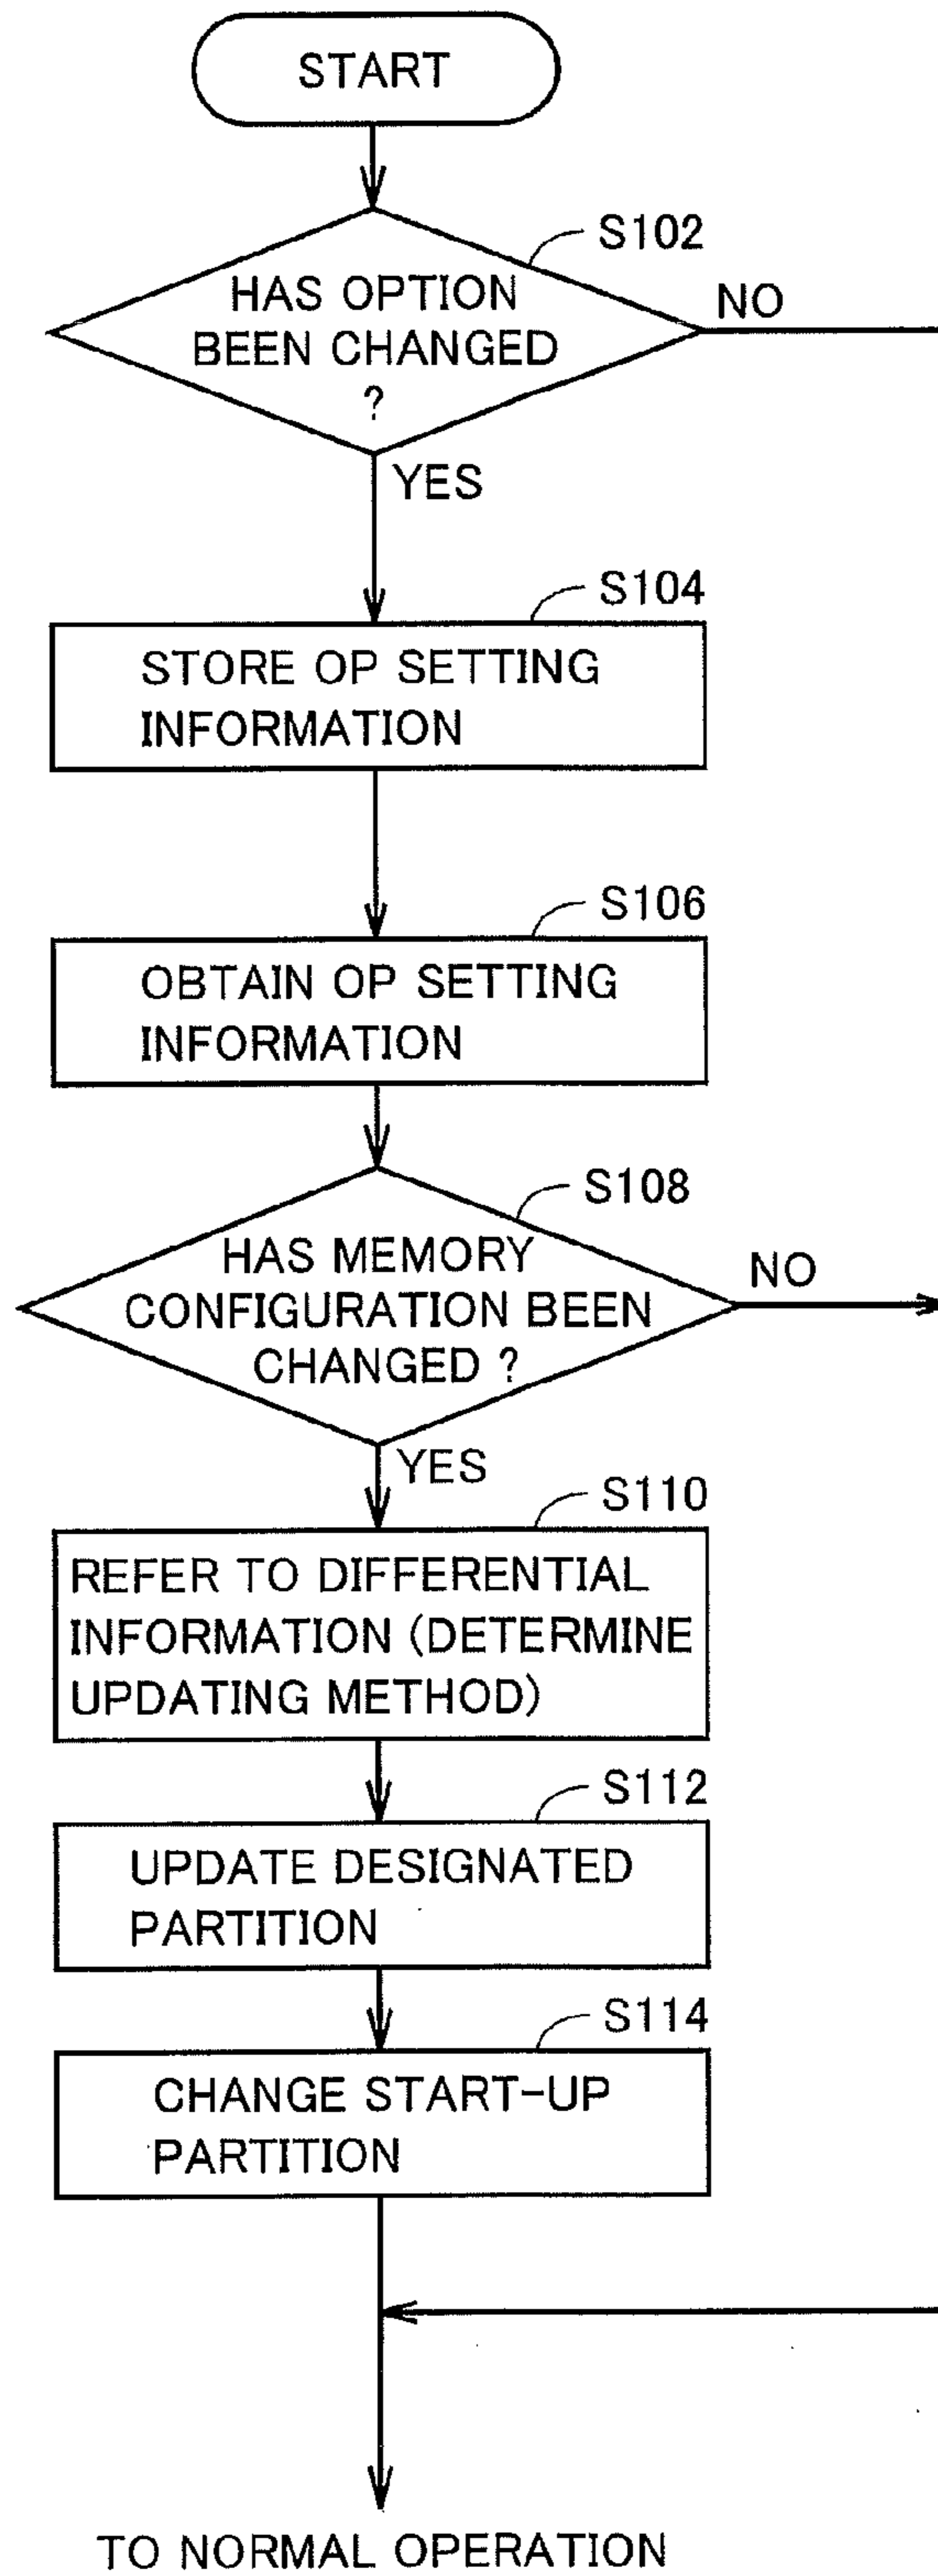 START
S102
HAS OPTION
BEEN CHANGED
?
NO
YES
S104
STORE OP SETTING
INFORMATION
S106
OBTAIN OP SETTING
INFORMATION
S108
HAS MEMORY
CONFIGURATION BEEN
CHANGED ?
NO
YES
S110
REFER TO DIFFERENTIAL
INFORMATION (DETERMINE
UPDATING METHOD)
S112
UPDATE DESIGNATED
PARTITION
S114
CHANGE START-UP
PARTITION
TO NORMAL OPERATION